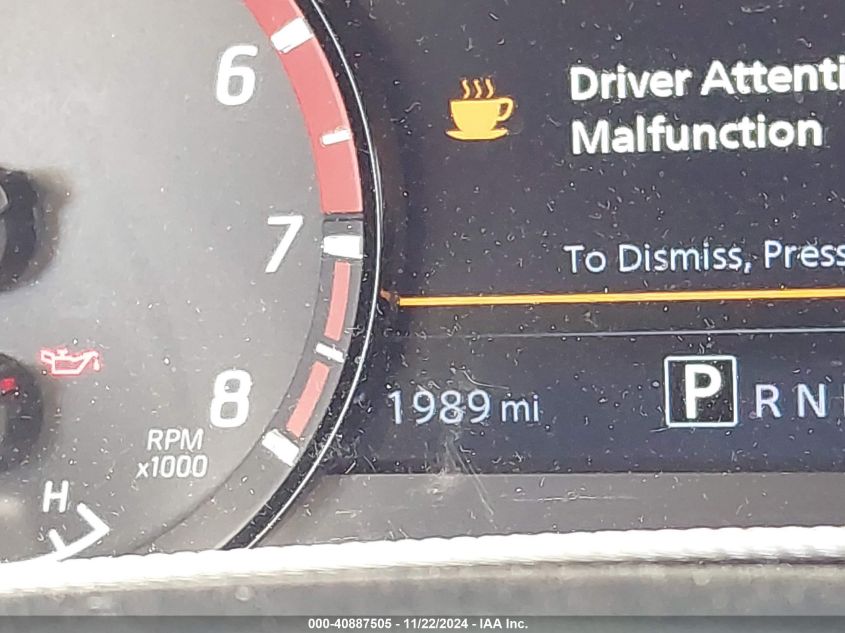 6
Driver Attenti
Malfunction
7
To Dismiss, Press
8
1989 mi
P R N
RPM
x1000
H
000-40887505 - 11/22/2024 - IAA Inc.